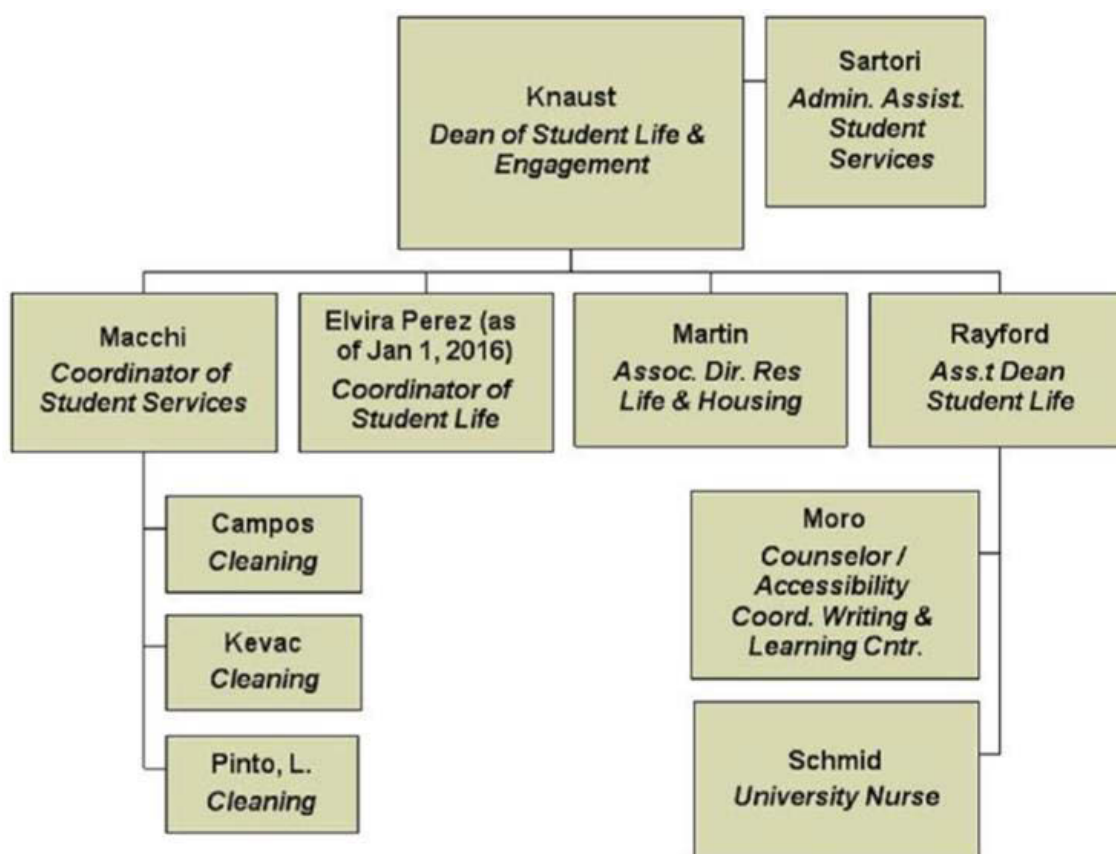 Knaust
Dean of Student Life &
Engagement
Sartori
Admin. Assist.
Student
Services
Macchi
Coordinator of
Student Services
Elvira Perez (as
of Jan 1, 2016)
Coordinator of
Student Life
Martin
Assoc. Dir. Res
Life & Housing
Rayford
Ass.t Dean
Student Life
Campos
Cleaning
Kevac
Cleaning
Pinto, L.
Cleaning
Moro
Counselor /
Accessibility
Coord. Writing &
Learning Cntr.
Schmid
University Nurse